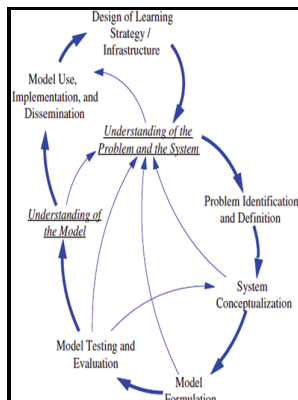 Design of Learning
Strategy /
Infrastructure
Model Use,
Implementation, and
Dissemination
Understanding of the
Problem and the System
Problem Identification
and Definition
Understanding of
the Model
System
Conceptualization
Model Testing and
Evaluation
Model
Formulation